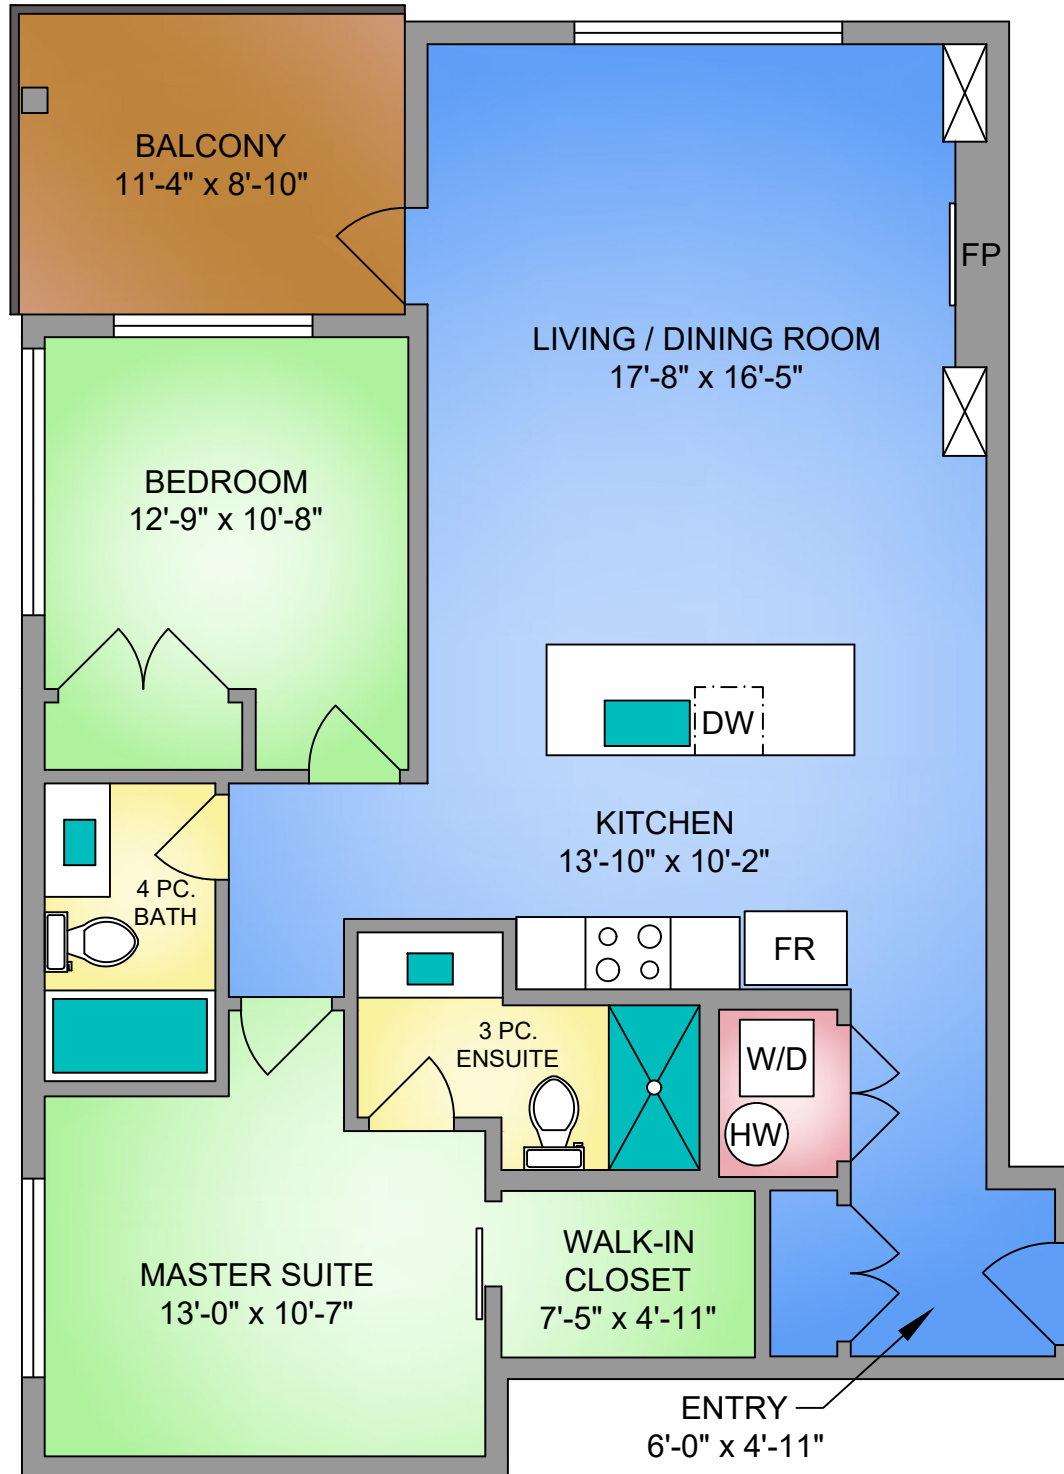 BALCONY
11'-4" x 8'-10"
FP
LIVING / DINING ROOM
17'-8" x 16'-5"
BEDROOM
12'-9" x 10'-8"
DW
KITCHEN
13'-10" x 10'-2"
4 PC.
BATH
FR
3 PC.
ENSUITE
W/D
HW
MASTER SUITE
13'-0" x 10'-7"
WALK-IN
CLOSET
7'-5" x 4'-11"
ENTRY
6'-0" x 4'-11"